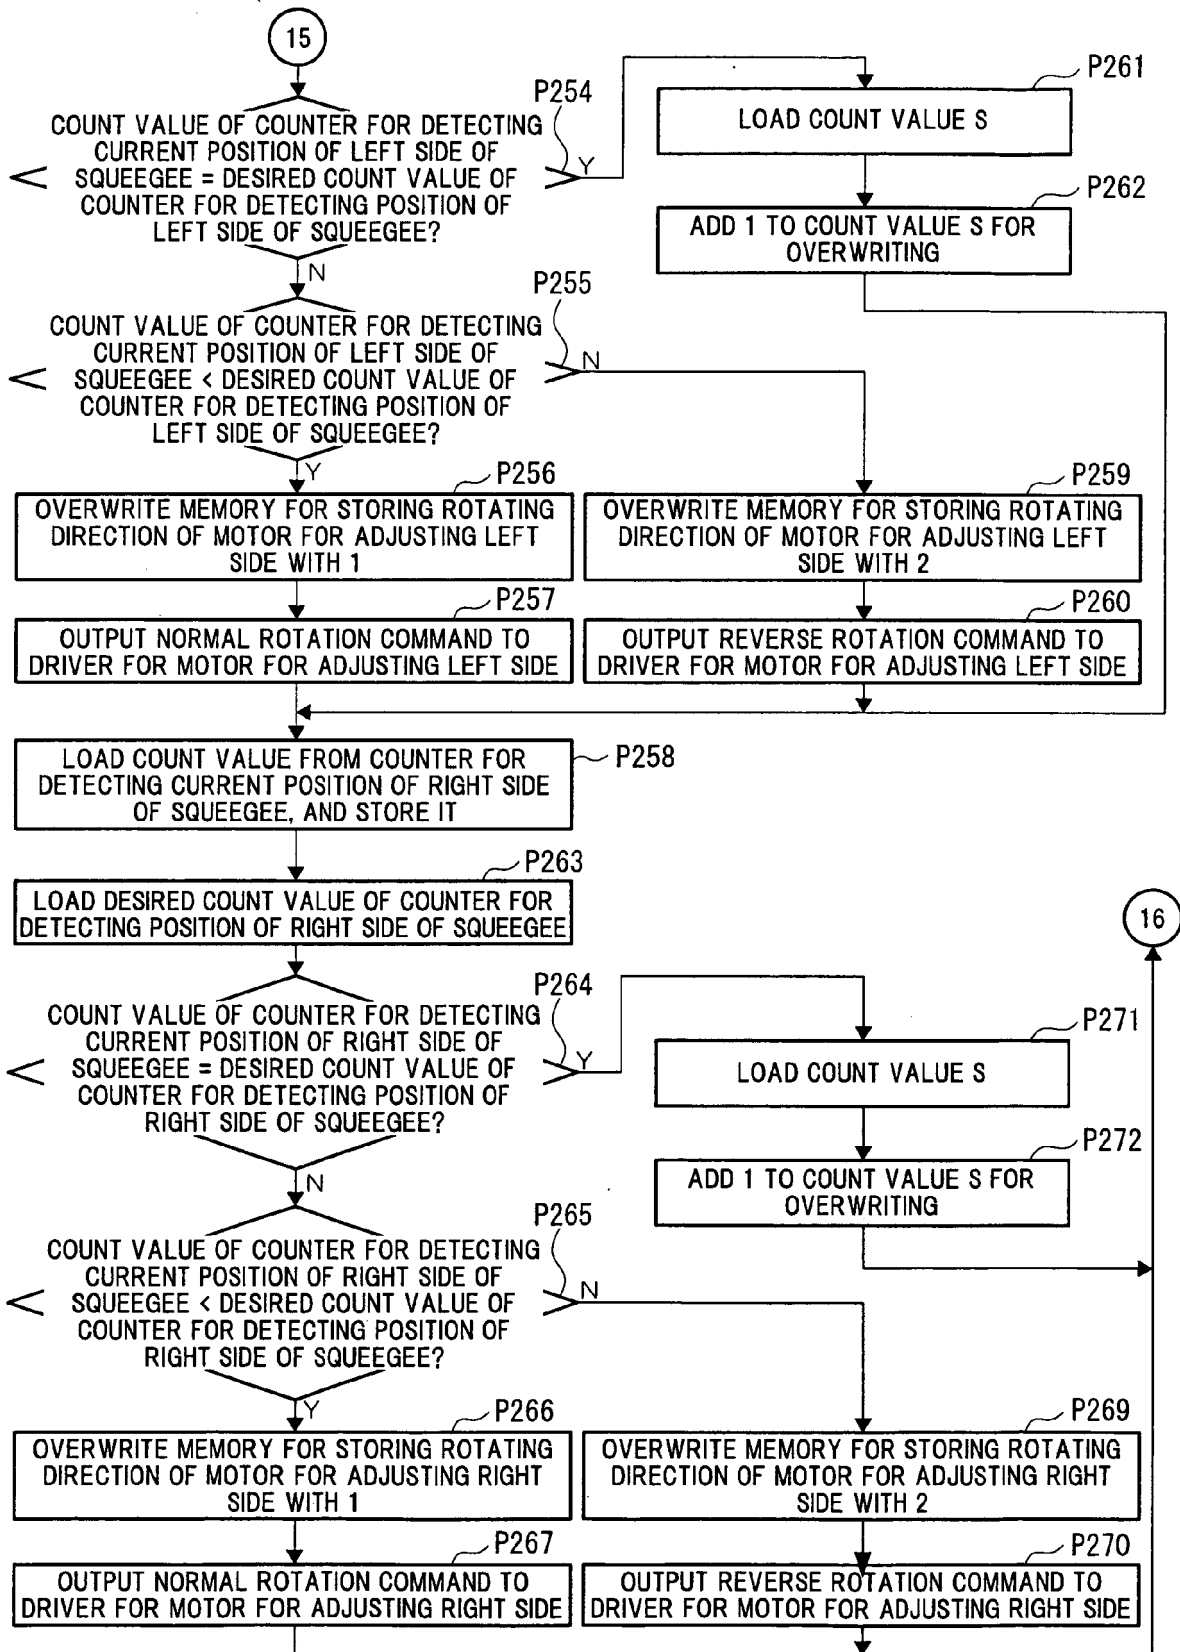 15
P254
COUNT VALUE OF COUNTER FOR DETECTING
CURRENT POSITION OF LEFT SIDE OF
SQUEEGEE = DESIRED COUNT VALUE OF
COUNTER FOR DETECTING POSITION OF
LEFT SIDE OF SQUEEGEE?
Y
N
P261
LOAD COUNT VALUE S
P262
ADD 1 TO COUNT VALUE S FOR
OVERWRITING
P255
COUNT VALUE OF COUNTER FOR DETECTING
CURRENT POSITION OF LEFT SIDE OF
SQUEEGEE < DESIRED COUNT VALUE OF
COUNTER FOR DETECTING POSITION OF
LEFT SIDE OF SQUEEGEE?
N
Y
P256
OVERWRITE MEMORY FOR STORING ROTATING
DIRECTION OF MOTOR FOR ADJUSTING LEFT
SIDE WITH 1
P259
OVERWRITE MEMORY FOR STORING ROTATING
DIRECTION OF MOTOR FOR ADJUSTING LEFT
SIDE WITH 2
P257
OUTPUT NORMAL ROTATION COMMAND TO
DRIVER FOR MOTOR FOR ADJUSTING LEFT SIDE
P260
OUTPUT REVERSE ROTATION COMMAND TO
DRIVER FOR MOTOR FOR ADJUSTING LEFT SIDE
P258
LOAD COUNT VALUE FROM COUNTER FOR
DETECTING CURRENT POSITION OF RIGHT SIDE
OF SQUEEGEE, AND STORE IT
P263
LOAD DESIRED COUNT VALUE OF COUNTER FOR
DETECTING POSITION OF RIGHT SIDE OF SQUEEGEE
16
P264
COUNT VALUE OF COUNTER FOR DETECTING
CURRENT POSITION OF RIGHT SIDE OF
SQUEEGEE = DESIRED COUNT VALUE OF
COUNTER FOR DETECTING POSITION OF
RIGHT SIDE OF SQUEEGEE?
Y
N
P271
LOAD COUNT VALUE S
P272
ADD 1 TO COUNT VALUE S FOR
OVERWRITING
P265
COUNT VALUE OF COUNTER FOR DETECTING
CURRENT POSITION OF RIGHT SIDE OF
SQUEEGEE < DESIRED COUNT VALUE OF
COUNTER FOR DETECTING POSITION OF
RIGHT SIDE OF SQUEEGEE?
N
Y
P266
OVERWRITE MEMORY FOR STORING ROTATING
DIRECTION OF MOTOR FOR ADJUSTING RIGHT
SIDE WITH 1
P269
OVERWRITE MEMORY FOR STORING ROTATING
DIRECTION OF MOTOR FOR ADJUSTING RIGHT
SIDE WITH 2
P267
OUTPUT NORMAL ROTATION COMMAND TO
DRIVER FOR MOTOR FOR ADJUSTING RIGHT SIDE
P270
OUTPUT REVERSE ROTATION COMMAND TO
DRIVER FOR MOTOR FOR ADJUSTING RIGHT SIDE